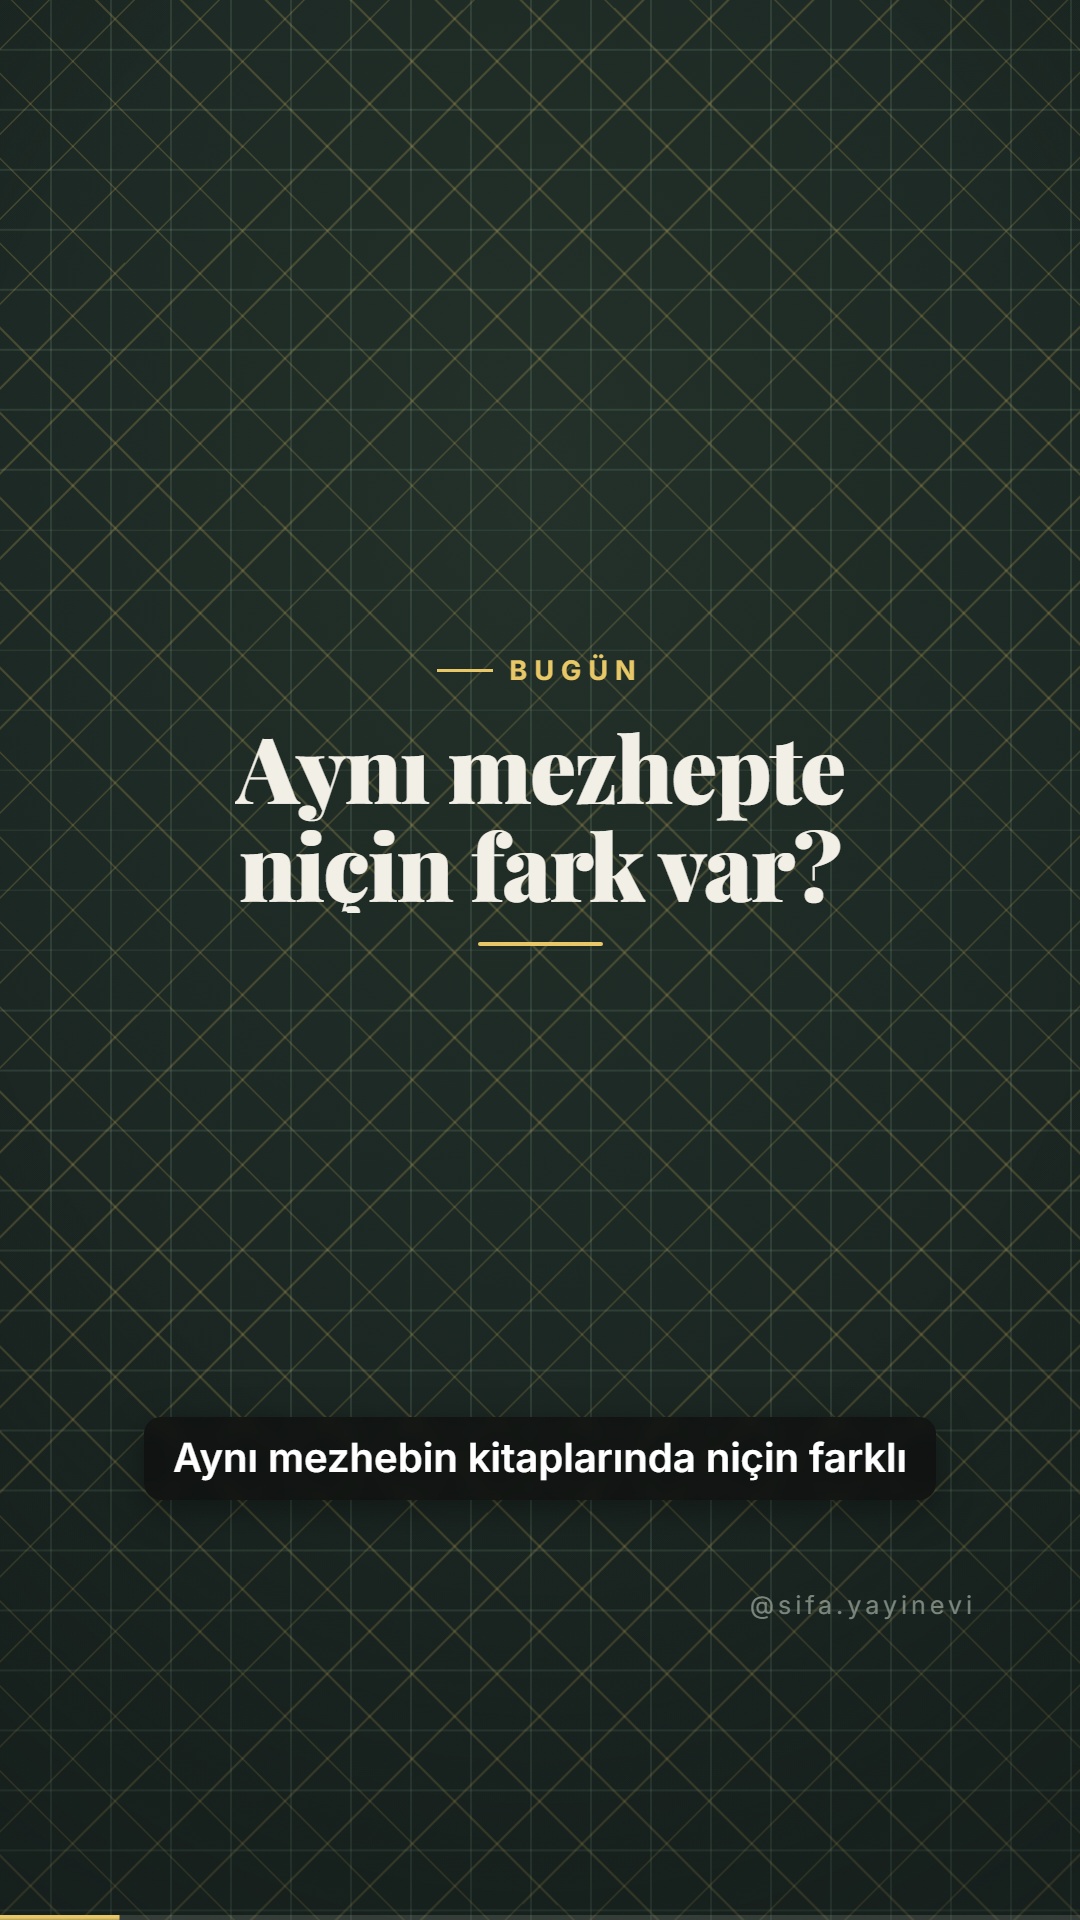 BUGÜN
Aynı mezhepte
niçin fark var?
Aynı mezhebin kitaplarında niçin farklı
@sifa.yayinevi